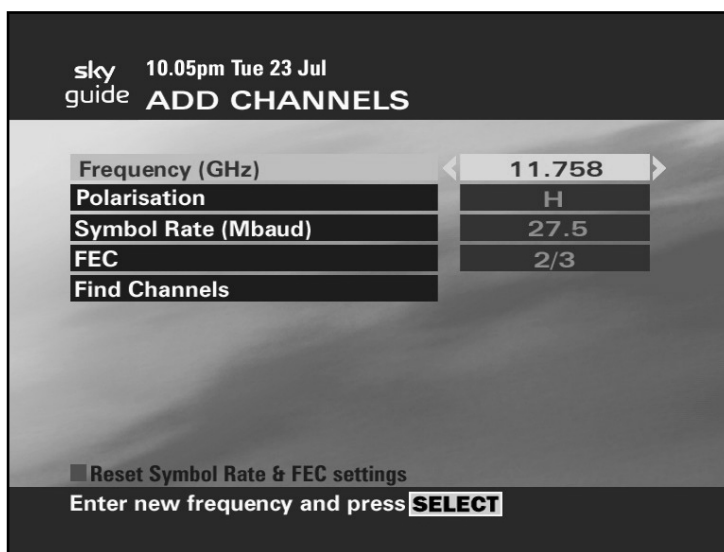 sky 10.05pm Tue 23 Jul
guide ADD CHANNELS
Frequency (GHz) 11.758
Polarisation H
Symbol Rate (Mbaud) 27.5
FEC 2/3
Find Channels
Reset Symbol Rate & FEC settings
Enter new frequency and press SELECT